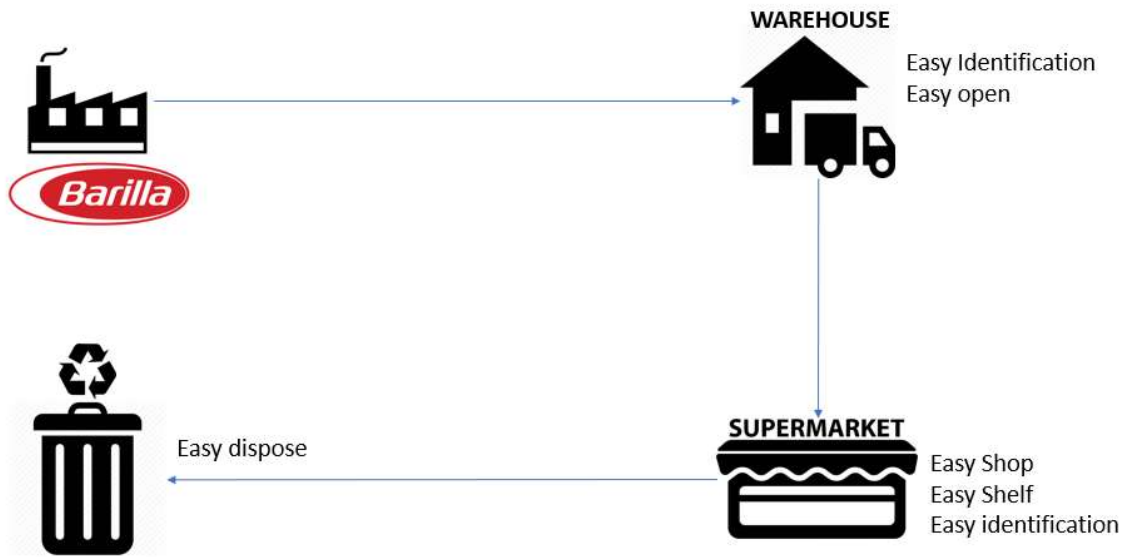 WAREHOUSE
Easy Identification
Easy open
Barilla
SUPERMARKET
Easy Shop
Easy Shelf
Easy identification
Easy dispose